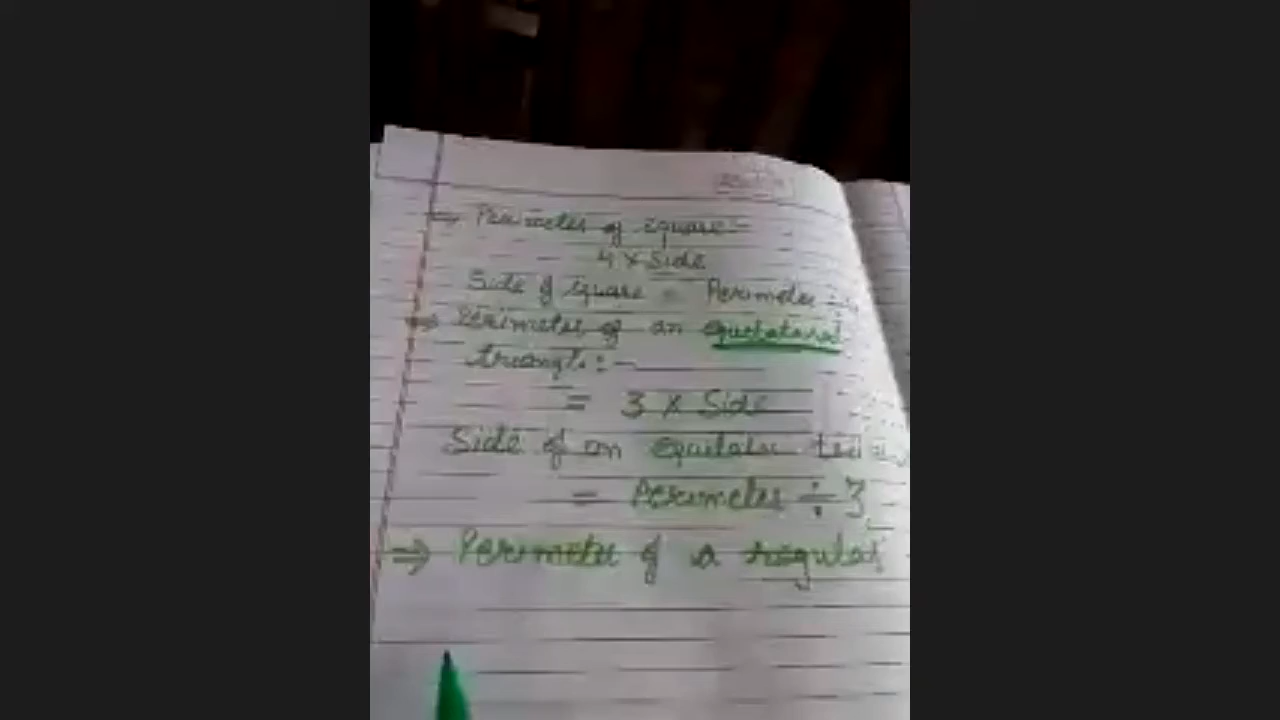 ⇒ Perimeter of square:-
4 × Side
Side of square = Perimeter ÷
⇒ Perimeter of an equilateral
triangle:-
= 3 × Side
Side of an
= Perimeter ÷ 3
⇒ Perimeter of a regular